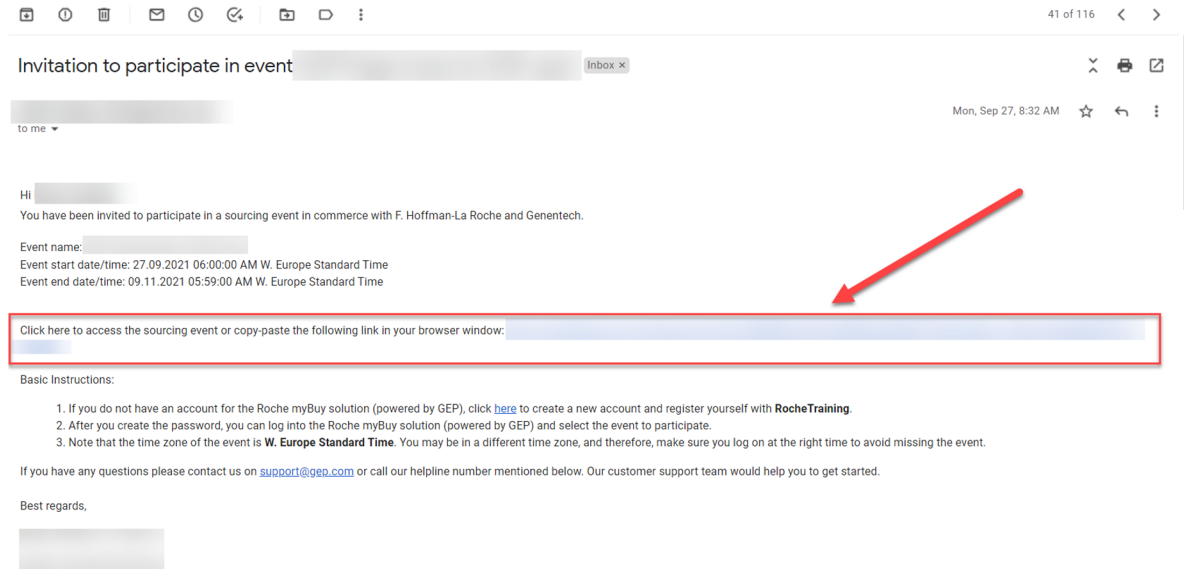 41 of 116
Invitation to participate in event
Inbox ×
Mon, Sep 27, 8:32 AM
to me
Hi
You have been invited to participate in a sourcing event in commerce with F. Hoffman-La Roche and Genentech.
Event name:
Event start date/time: 27.09.2021 06:00:00 AM W. Europe Standard Time
Event end date/time: 09.11.2021 05:59:00 AM W. Europe Standard Time
Click here to access the sourcing event or copy-paste the following link in your browser window:
Basic Instructions:
1. If you do not have an account for the Roche myBuy solution (powered by GEP), click here to create a new account and register yourself with RocheTraining.
2. After you create the password, you can log into the Roche myBuy solution (powered by GEP) and select the event to participate.
3. Note that the time zone of the event is W. Europe Standard Time. You may be in a different time zone, and therefore, make sure you log on at the right time to avoid missing the event.
If you have any questions please contact us on support@gep.com or call our helpline number mentioned below. Our customer support team would help you to get started.
Best regards,